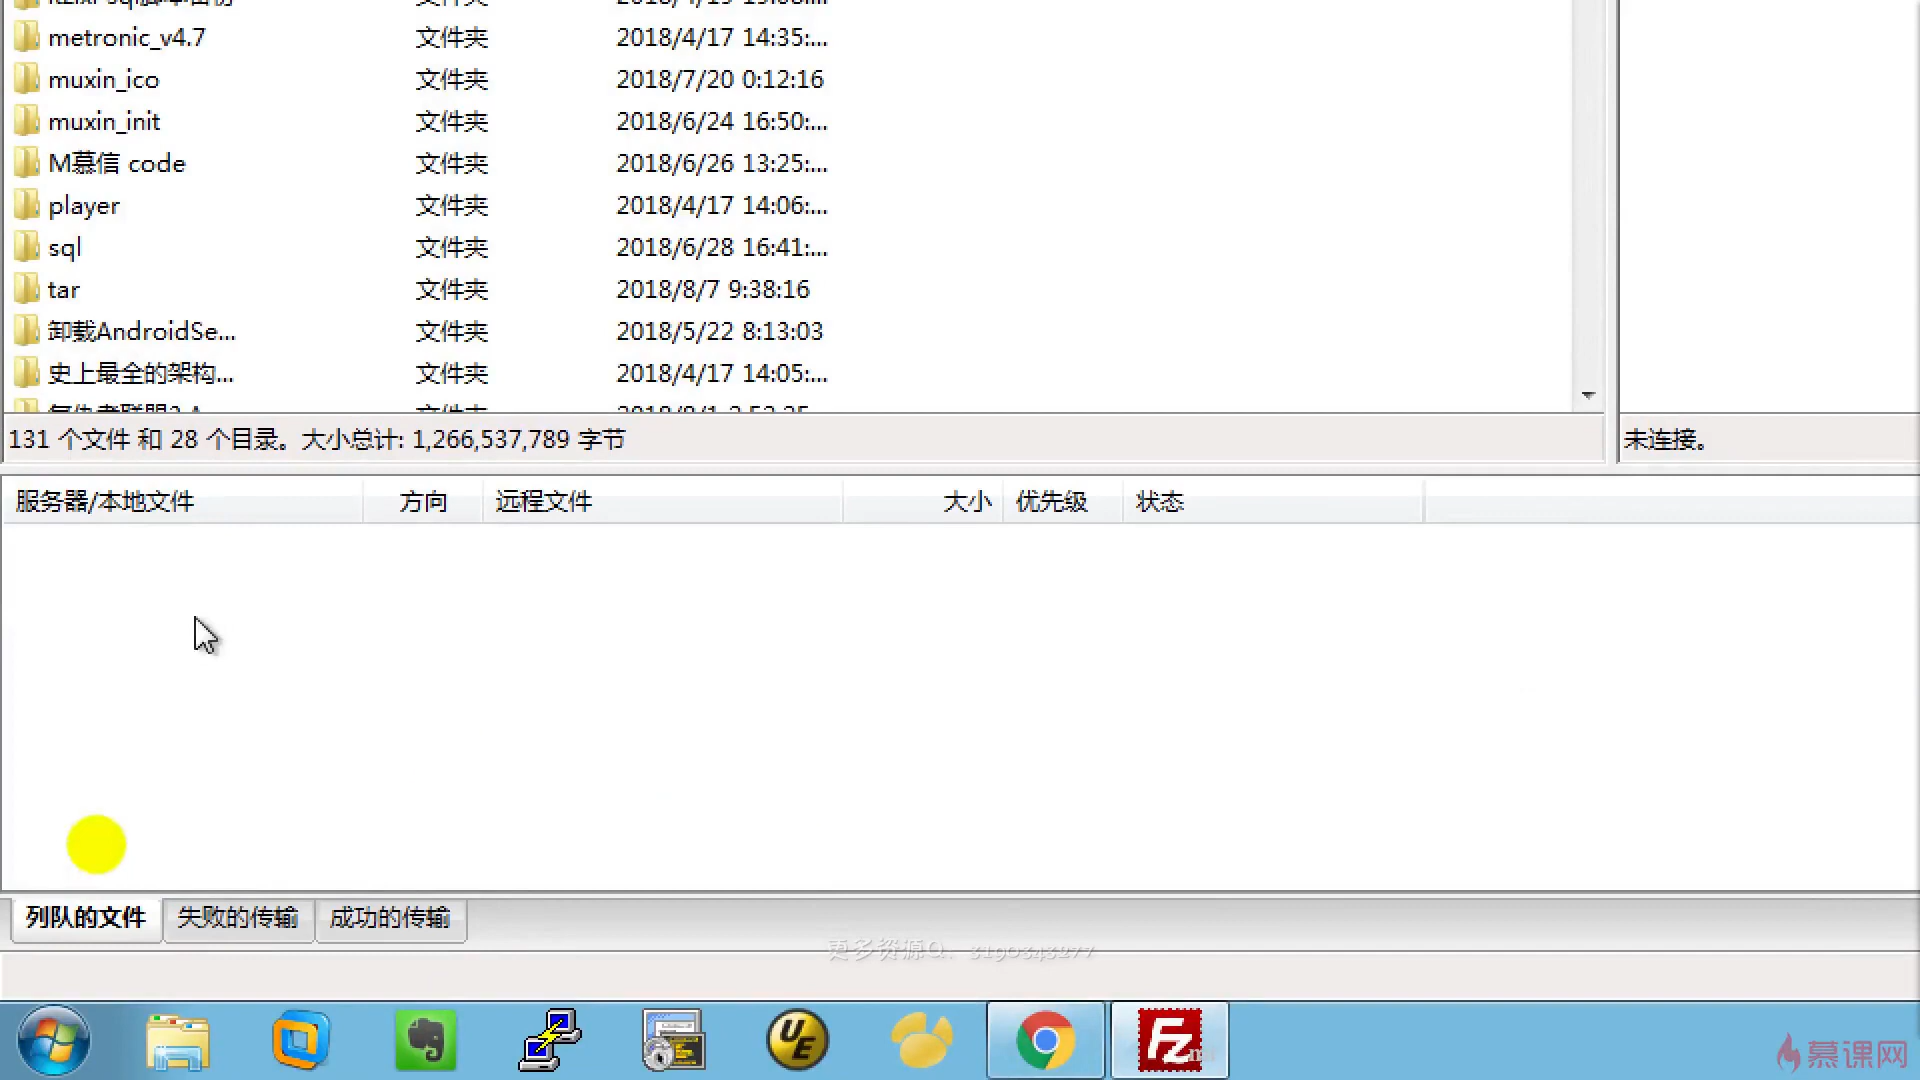 metronic_v4.7 文件夹 2018/4/17 14:35:...
muxin_ico 文件夹 2018/7/20 0:12:16
muxin_init 文件夹 2018/6/24 16:50:...
M慕信 code 文件夹 2018/6/26 13:25:...
player 文件夹 2018/4/17 14:06:...
sql 文件夹 2018/6/28 16:41:...
tar 文件夹 2018/8/7 9:38:16
卸载AndroidSe... 文件夹 2018/5/22 8:13:03
史上最全的架构... 文件夹 2018/4/17 14:05:...
131 个文件 和 28 个目录。大小总计: 1,266,537,789 字节
未连接。
服务器/本地文件 方向 远程文件 大小 优先级 状态
列队的文件 失败的传输 成功的传输
更多资源Q: 3190343277
UE
Fz
慕课网